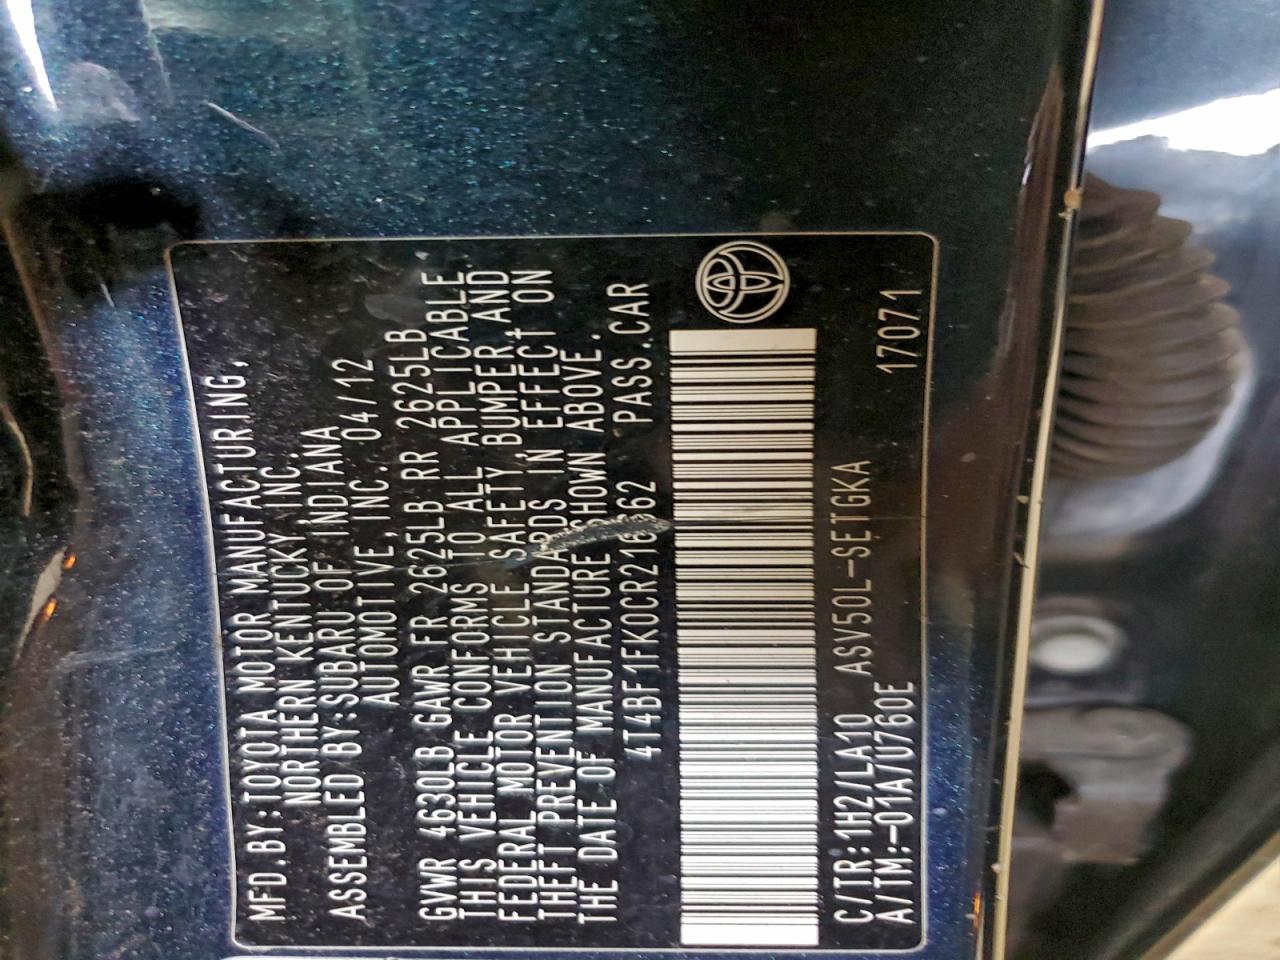 MFD.BY:TOYOTA MOTOR MANUFACTURING,
NORTHERN KENTUCKY,INC.
ASSEMBLED BY:SUBARU OF INDIANA
AUTOMOTIVE,INC. 04/12
GVWR 4630LB GAWR FR 2625LB RR 2625LB
THIS VEHICLE CONFORMS TO ALL APPLICABLE
FEDERAL MOTOR VEHICLE SAFETY,BUMPER,AND
THEFT PREVENTION STANDARDS IN EFFECT ON
THE DATE OF MANUFACTURE SHOWN ABOVE.
PASS.CAR
C/TR:1H2/LA10 ASV50L-SETGKA
A/TM:-01A/U760E 17071